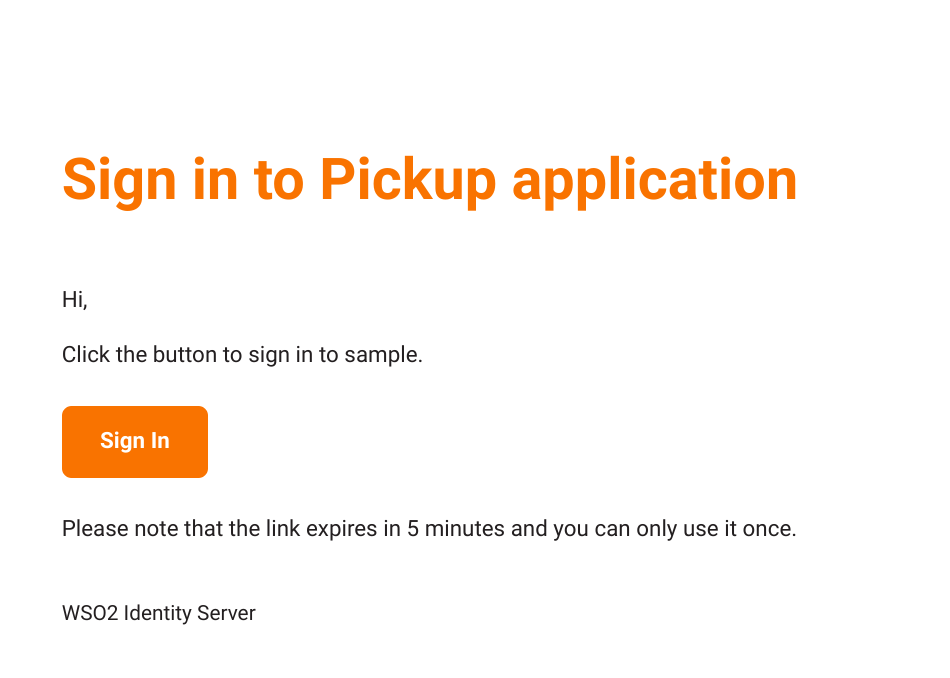 Sign in to Pickup application
Hi,
Click the button to sign in to sample.
Sign In
Please note that the link expires in 5 minutes and you can only use it once.
WSO2 Identity Server